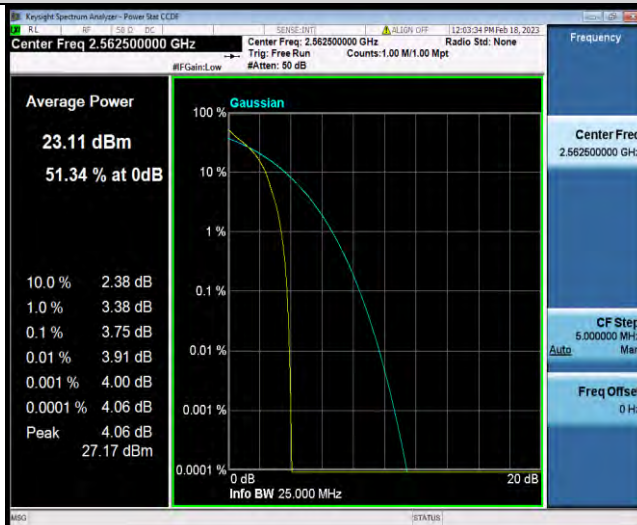 Keysight Spectrum Analyzer - Power Stat CCDF
RL RF 50 Ω DC SENSE:INT ALIGN OFF 12:03:34 PM Feb 18, 2023
Center Freq 2.562500000 GHz
Center Freq: 2.562500000 GHz Radio Std: None
Trig: Free Run Counts:1.00 M/1.00 Mpt
#IFGain:Low #Atten: 50 dB
Frequency
Average Power
23.11 dBm
51.34 % at 0dB
10.0 % 2.38 dB
1.0 % 3.38 dB
0.1 % 3.75 dB
0.01 % 3.91 dB
0.001 % 4.00 dB
0.0001 % 4.06 dB
Peak 4.06 dB
27.17 dBm
Gaussian
100 %
10 %
1 %
0.1 %
0.01 %
0.001 %
0.0001 %
0 dB 20 dB
Info BW 25.000 MHz
Center Freq
2.562500000 GHz
CF Step
5.000000 MHz
Auto Man
Freq Offset
0 Hz
MSG STATUS